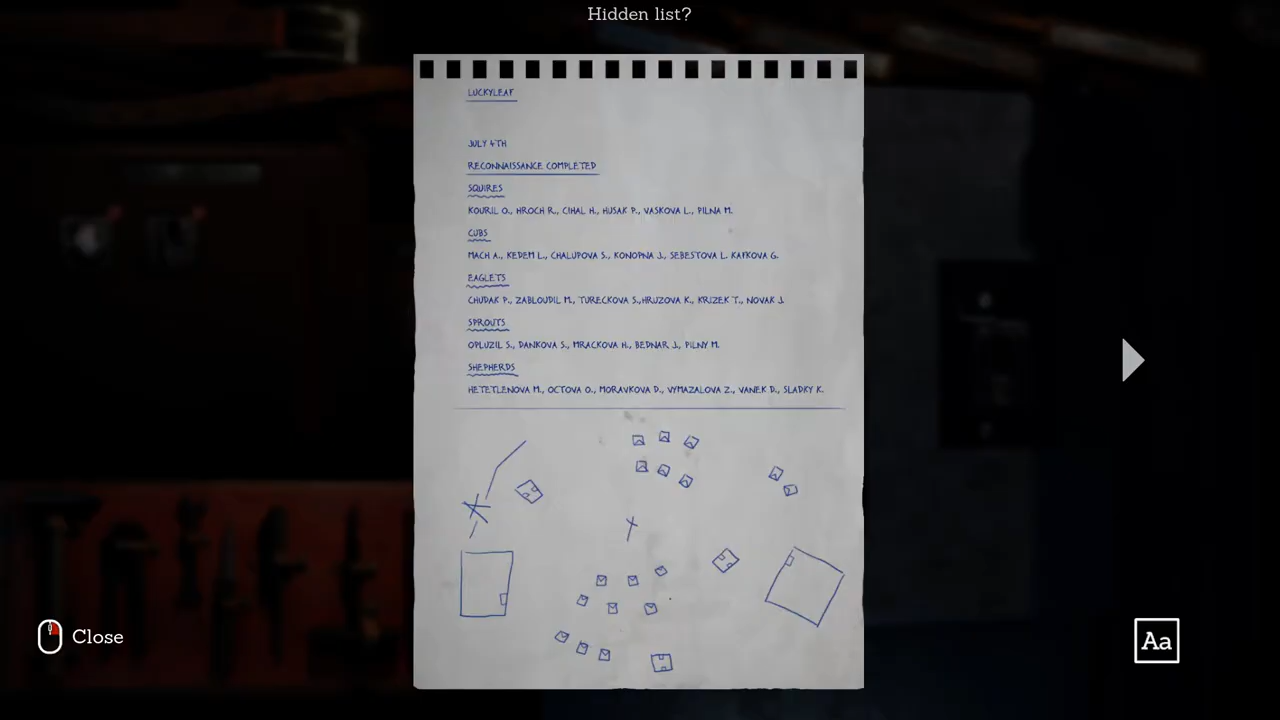 Hidden list?
LUCKYLEAF
JULY 4TH
RECONNAISSANCE COMPLETED
SQUIRES
KOURIL O., HROCH R., CIHAL H., HUSAK P., VASKOVA L., PILNA M.
CUBS
MACH A., KEDEM L., CHALUPOVA S., KONOPNA J., SEBESTOVA L. KAFKOVA G.
EAGLETS
CHUDAK P., ZABLOUDIL M., TURECKOVA S.,HRUZOVA K., KRIZEK T., NOVAK J.
SPROUTS
OPLUZIL S., DANKOVA S., MRACKOVA H., BEDNAR J., PILNY M.
SHEPHERDS
HETETLENOVA M., OCTOVA O., MORAVKOVA D., VYMAZALOVA Z., VANEK D., SLADKY K.
Close
Aa